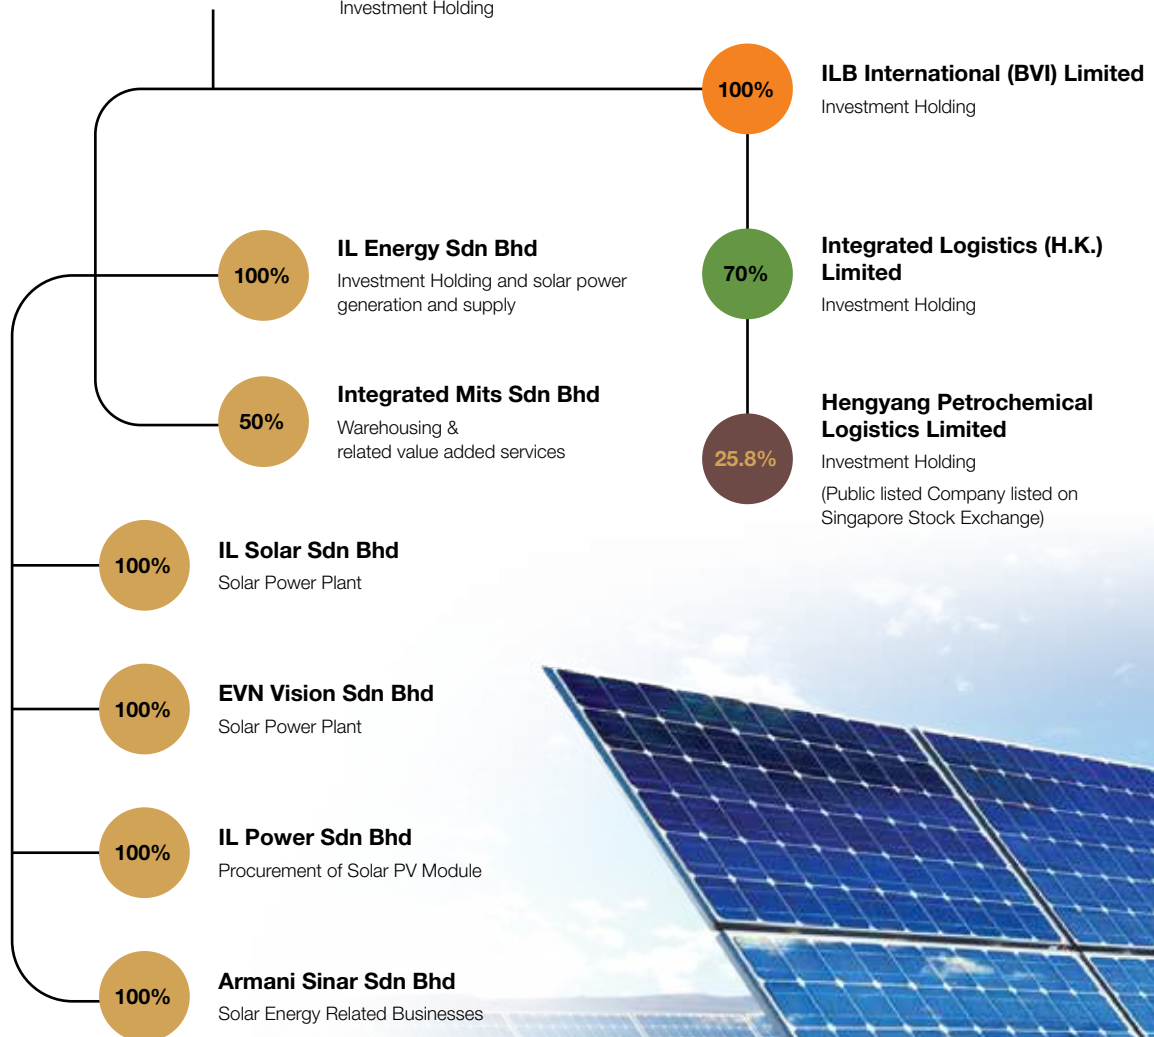 Investment Holding
100%
ILB International (BVI) Limited
Investment Holding
100%
IL Energy Sdn Bhd
Investment Holding and solar power
generation and supply
70%
Integrated Logistics (H.K.)
Limited
Investment Holding
50%
Integrated Mits Sdn Bhd
Warehousing &
related value added services
25.8%
Hengyang Petrochemical
Logistics Limited
Investment Holding
(Public listed Company listed on
Singapore Stock Exchange)
100%
IL Solar Sdn Bhd
Solar Power Plant
100%
EVN Vision Sdn Bhd
Solar Power Plant
100%
IL Power Sdn Bhd
Procurement of Solar PV Module
100%
Armani Sinar Sdn Bhd
Solar Energy Related Businesses